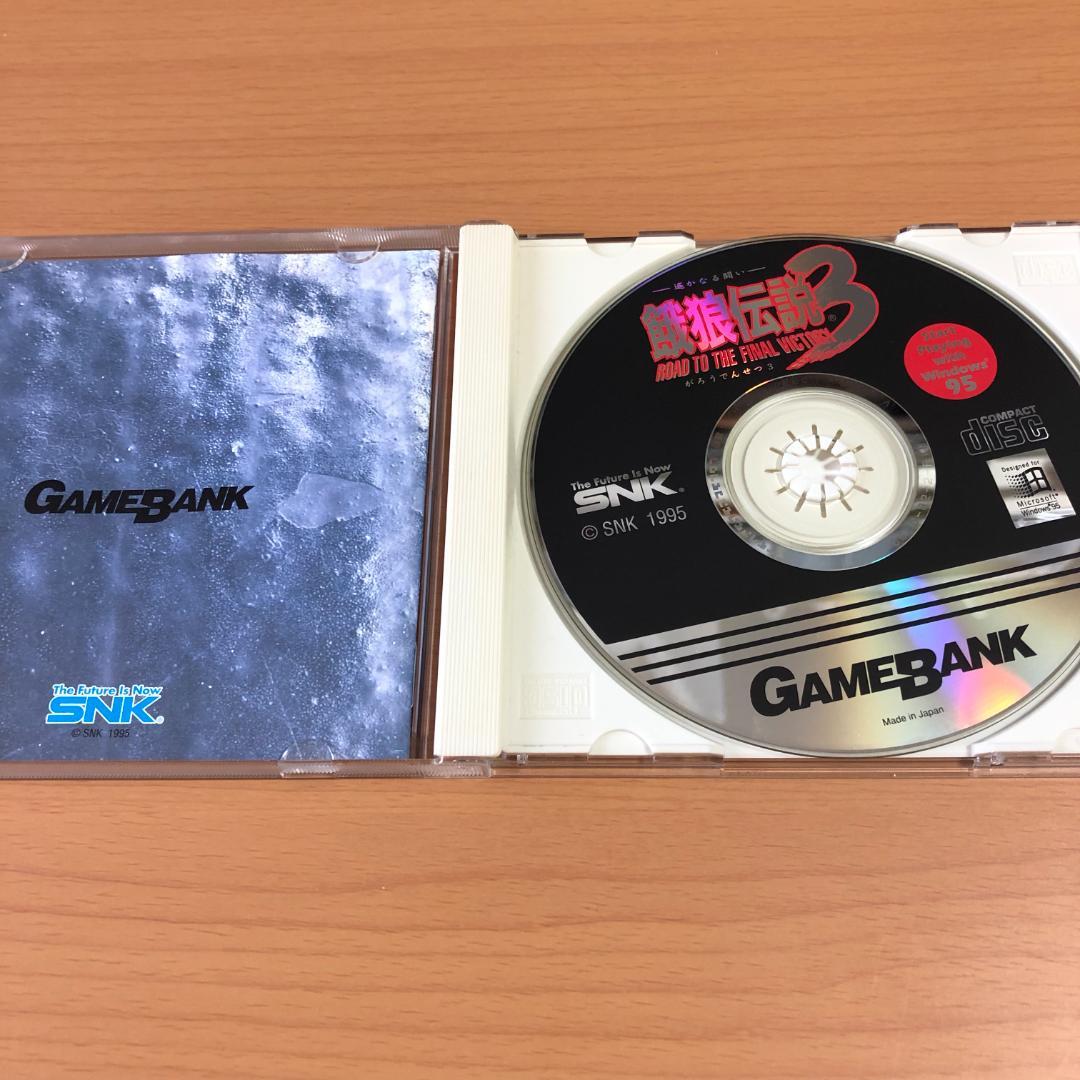 GAMEBANK
The Future Is Now
SNK®
© SNK 1995
―遙かなる闘い―
餓狼伝説®3
ROAD TO THE FINAL VICTORY
がろうでんせつ3
Start
Playing
with
Windows®
95
COMPACT
disc
Designed for
Microsoft®
Windows®95
The Future Is Now
SNK®
© SNK 1995
GAMEBANK
Made in Japan